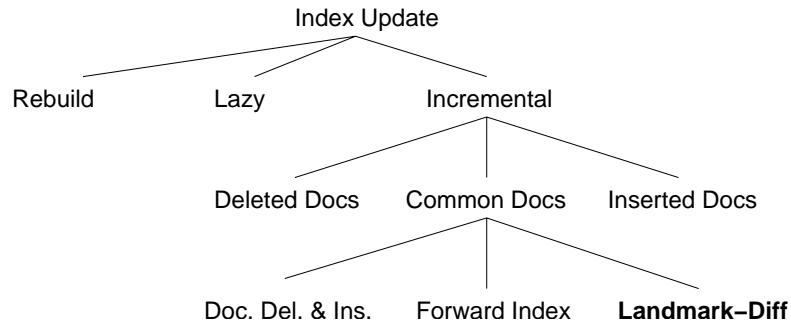 Index Update
Rebuild Lazy Incremental
Deleted Docs Common Docs Inserted Docs
Doc. Del. & Ins. Forward Index Landmark−Diff